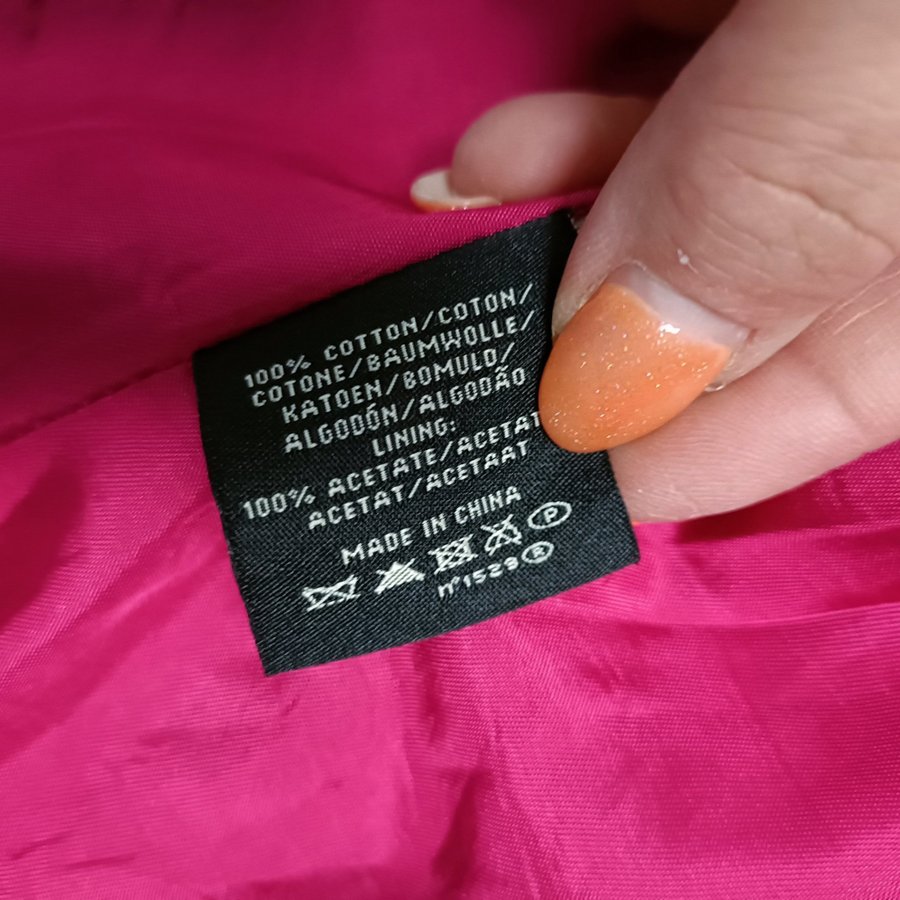 100% COTTON/COTON/
COTONE/BAUMWOLLE/
KATOEN/BOMULD/
ALGODÓN/ALGODÃO
LINING:
100% ACETATE/ACETAT
ACETAT/ACETAAT
MADE IN CHINA
P
n°1529®